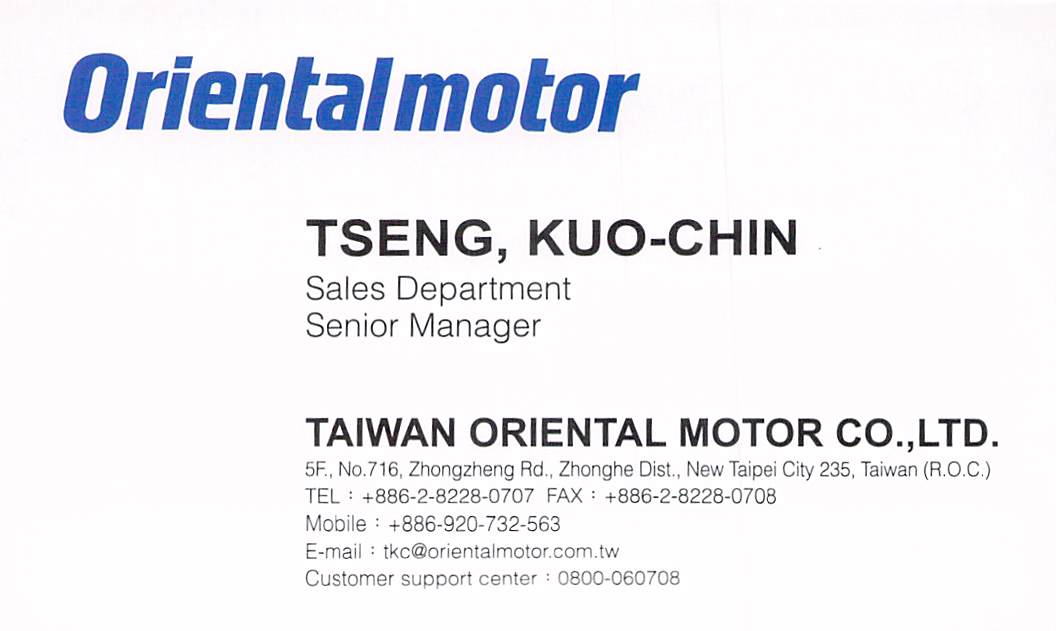 Orientalmotor
TSENG, KUO-CHIN
Sales Department
Senior Manager
TAIWAN ORIENTAL MOTOR CO.,LTD.
5F., No.716, Zhongzheng Rd., Zhonghe Dist., New Taipei City 235, Taiwan (R.O.C.)
TEL：+886-2-8228-0707 FAX：+886-2-8228-0708
Mobile：+886-920-732-563
E-mail：tkc@orientalmotor.com.tw
Customer support center：0800-060708